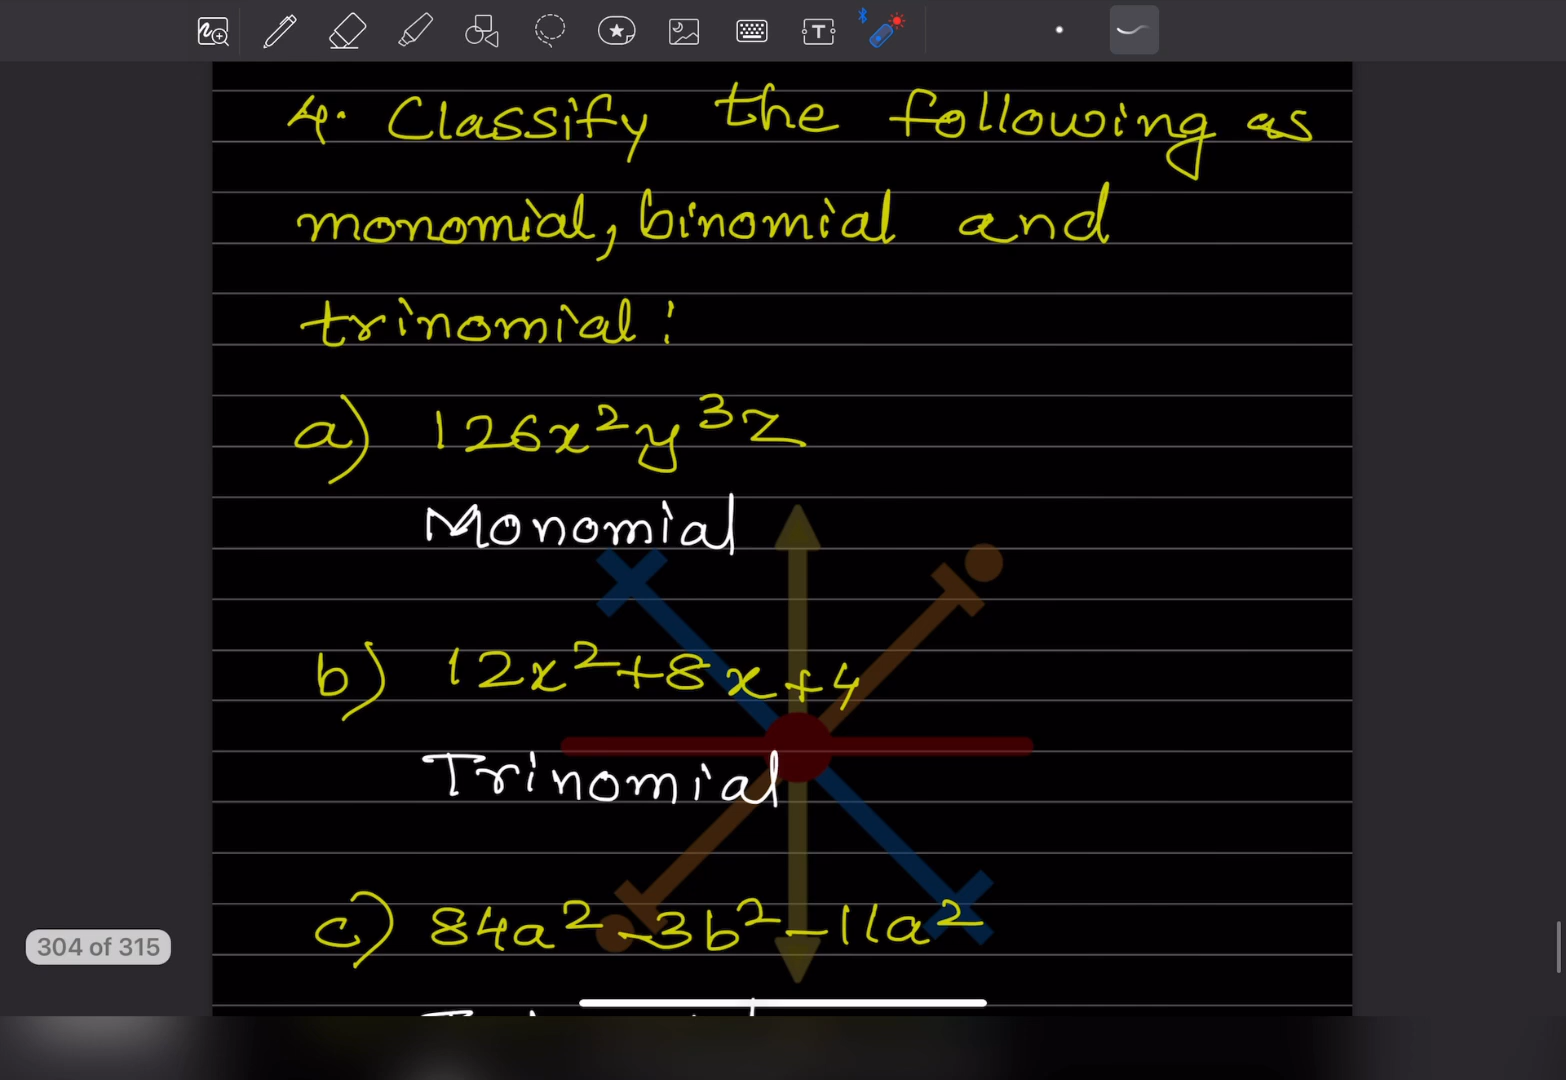 4. Classify the following as
monomial, binomial and
trinomial:
a) 126x²y³z
Monomial
b) 12x²+8x+4
Trinomial
c) 84a²-3b²-11a²
304 of 315